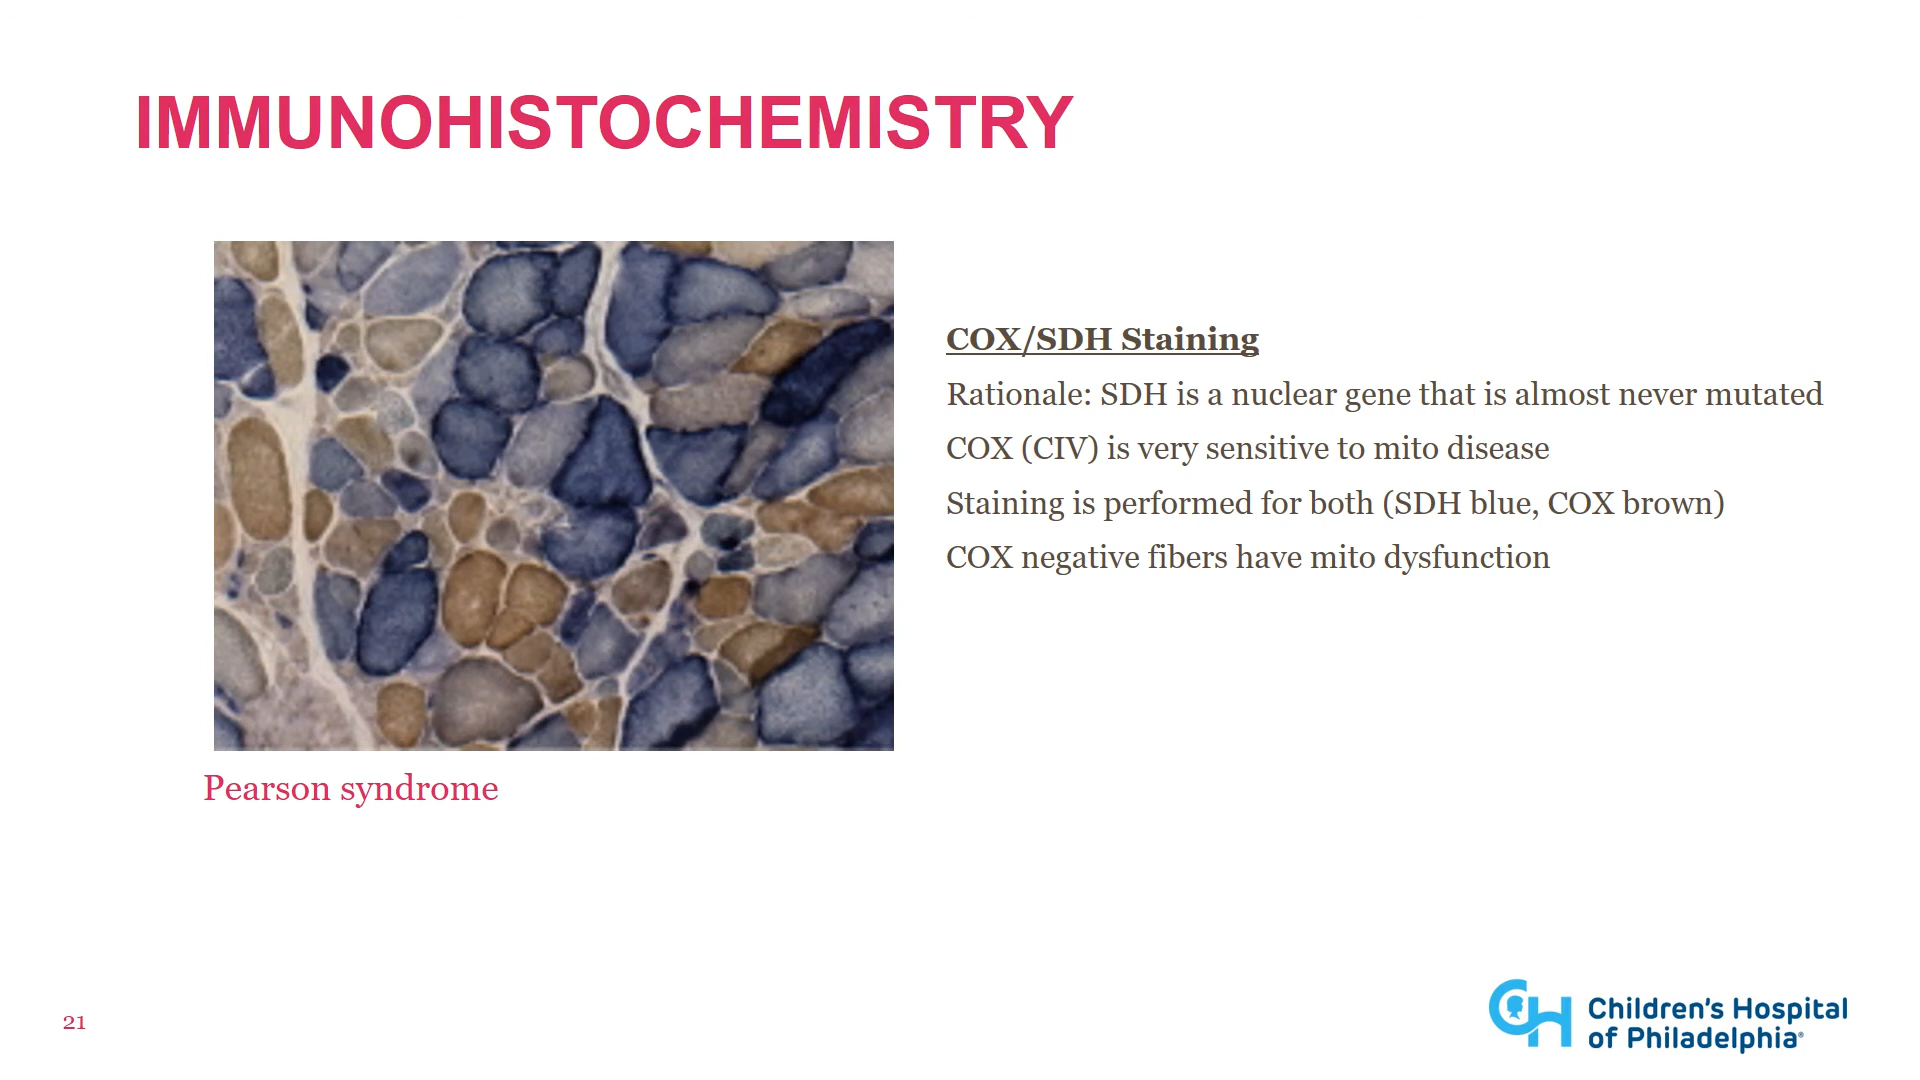 IMMUNOHISTOCHEMISTRY
COX/SDH Staining
Rationale: SDH is a nuclear gene that is almost never mutated
COX (CIV) is very sensitive to mito disease
Staining is performed for both (SDH blue, COX brown)
COX negative fibers have mito dysfunction
Pearson syndrome
21
CH
Children's Hospital
of Philadelphia®